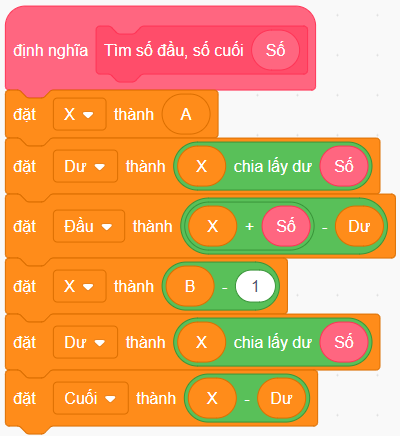 định nghĩa Tìm số đầu, số cuối Số
đặt X thành A
đặt Dư thành X chia lấy dư Số
đặt Đầu thành X + Số - Dư
đặt X thành B - 1
đặt Dư thành X chia lấy dư Số
đặt Cuối thành X - Dư